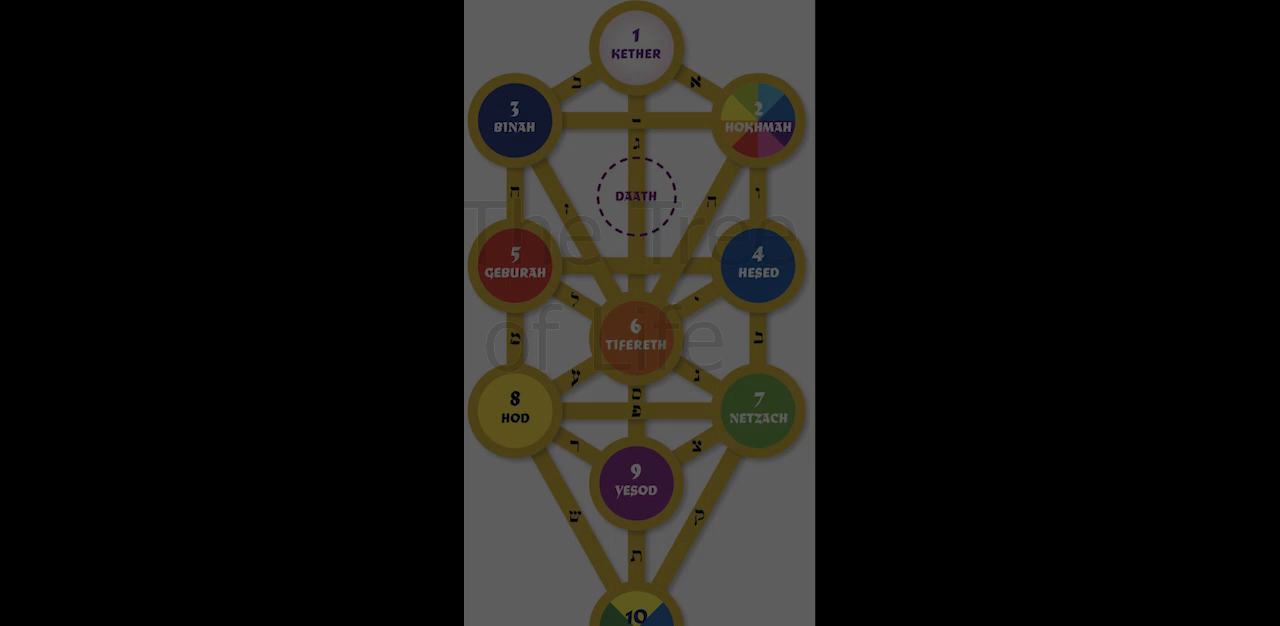 1
KETHER
ב
א
3
BINAH
2
HOKHMAH
ג
DAATH
ח
ו
ה
ו
The Tree
of Life
5
GEBURAH
4
HESED
ל
י
6
TIFERETH
ע
ס
פ
8
HOD
7
NETZACH
ר
צ
9
YESOD
ש
ק
ת
10